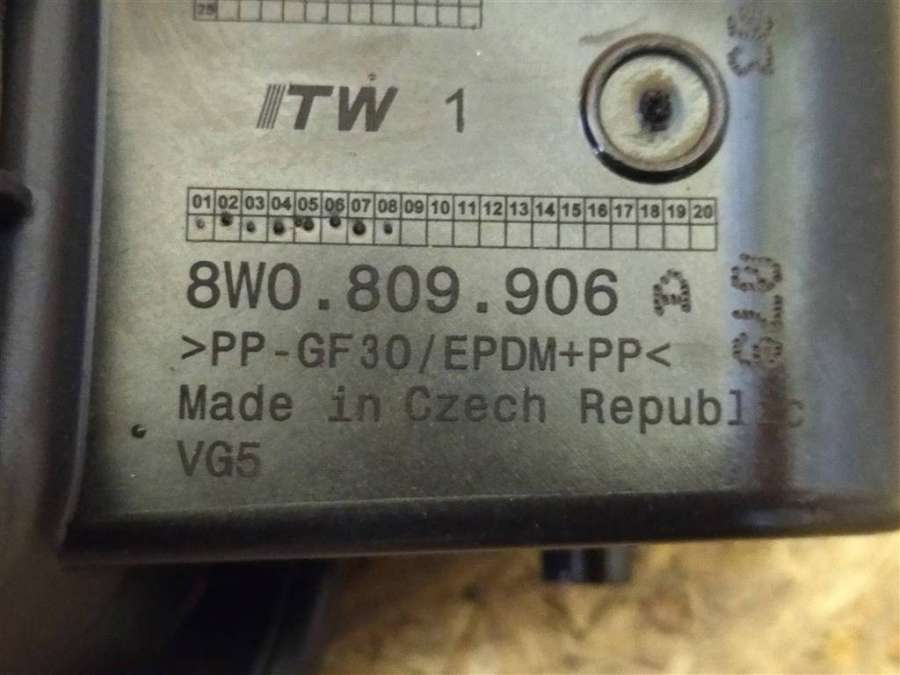 25
ITW 1
01 02 03 04 05 06 07 08 09 10 11 12 13 14 15 16 17 18 19 20
8W0.809.906 A
>PP-GF30/EPDM+PP<
Made in Czech Republic
VG5